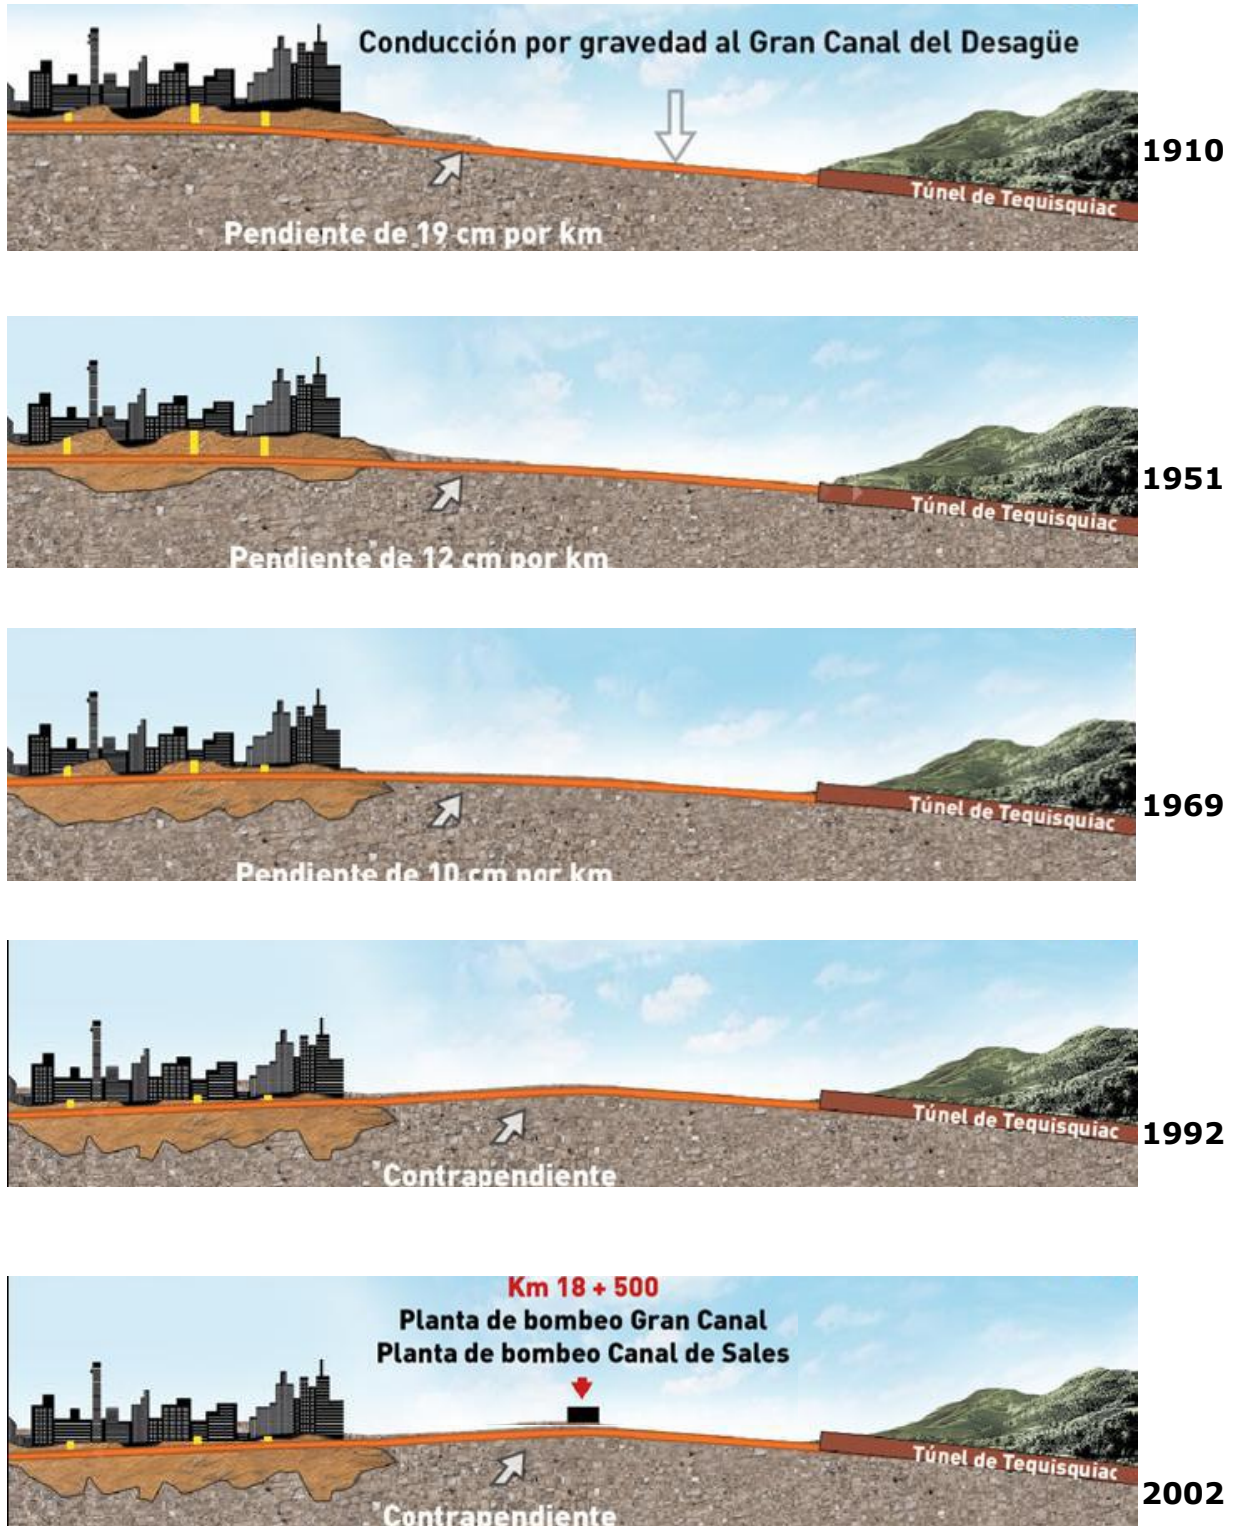 Conducción por gravedad al Gran Canal del Desagüe
1910
Túnel de Tequisquiac
Pendiente de 19 cm por km
1951
Túnel de Tequisquiac
Pendiente de 12 cm por km
1969
Túnel de Tequisquiac
Pendiente de 10 cm por km
Túnel de Tequisquiac
1992
Contrapendiente
Km 18 + 500
Planta de bombeo Gran Canal
Planta de bombeo Canal de Sales
Túnel de Tequisquiac
2002
Contrapendiente